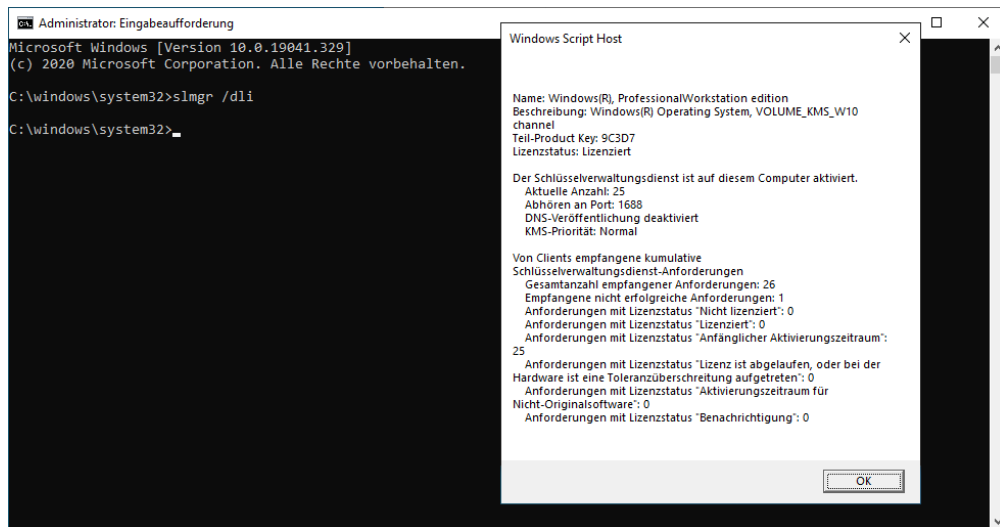 Administrator: Eingabeaufforderung
Microsoft Windows [Version 10.0.19041.329]
(c) 2020 Microsoft Corporation. Alle Rechte vorbehalten.
C:\windows\system32>slmgr /dli
C:\windows\system32>
Windows Script Host
Name: Windows(R), ProfessionalWorkstation edition
Beschreibung: Windows(R) Operating System, VOLUME_KMS_W10
channel
Teil-Product Key: 9C3D7
Lizenzstatus: Lizenziert
Der Schlüsselverwaltungsdienst ist auf diesem Computer aktiviert.
Aktuelle Anzahl: 25
Abhören an Port: 1688
DNS-Veröffentlichung deaktiviert
KMS-Priorität: Normal
Von Clients empfangene kumulative
Schlüsselverwaltungsdienst-Anforderungen
Gesamtanzahl empfangener Anforderungen: 26
Empfangene nicht erfolgreiche Anforderungen: 1
Anforderungen mit Lizenzstatus "Nicht lizenziert": 0
Anforderungen mit Lizenzstatus "Lizenziert": 0
Anforderungen mit Lizenzstatus "Anfänglicher Aktivierungszeitraum":
25
Anforderungen mit Lizenzstatus "Lizenz ist abgelaufen, oder bei der
Hardware ist eine Toleranzüberschreitung aufgetreten": 0
Anforderungen mit Lizenzstatus "Aktivierungszeitraum für
Nicht-Originalsoftware": 0
Anforderungen mit Lizenzstatus "Benachrichtigung": 0
OK